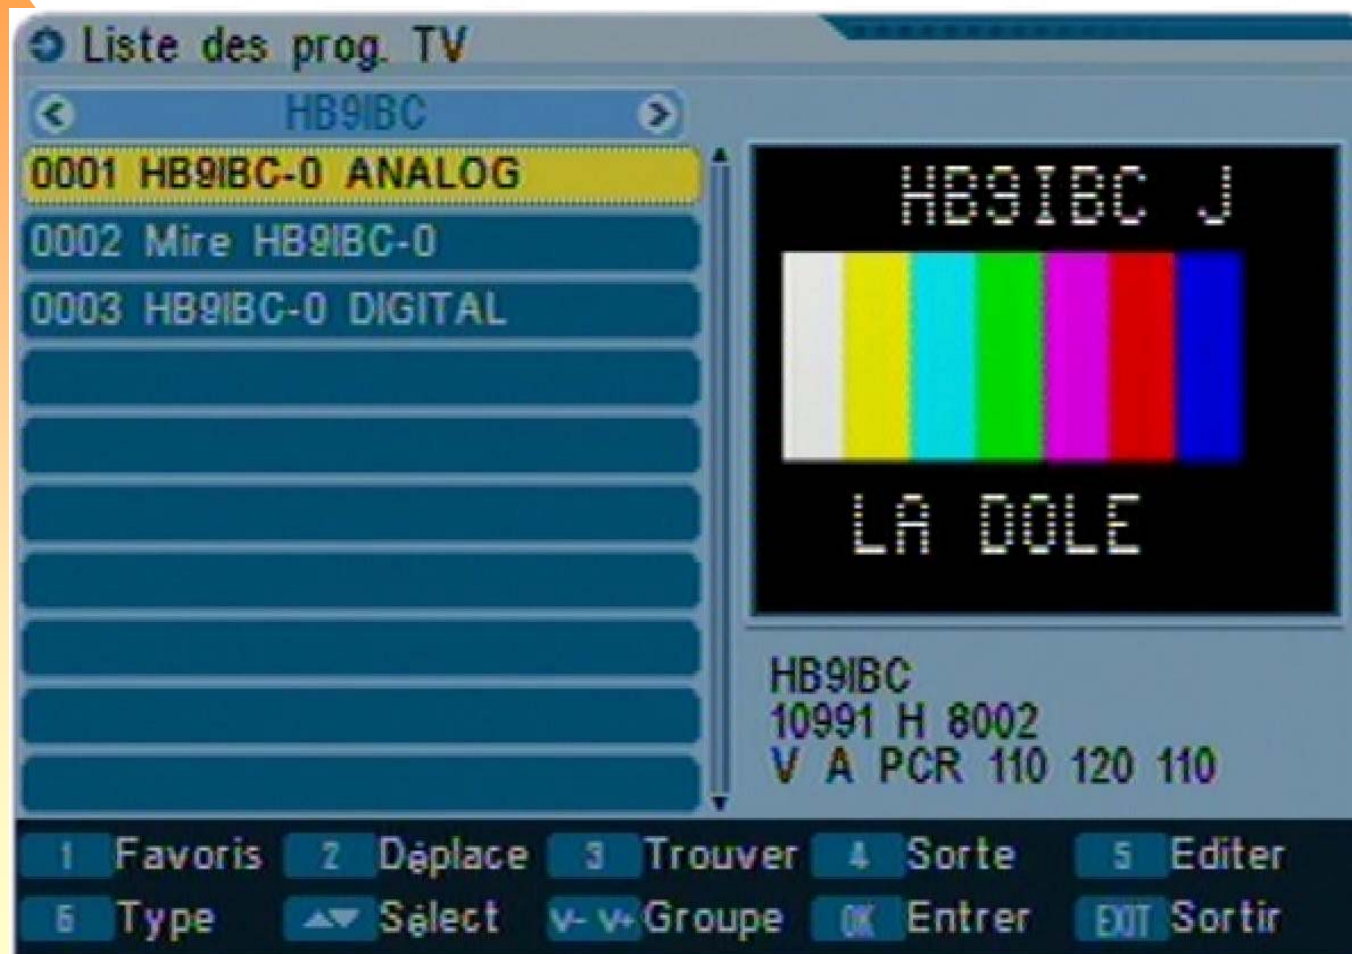 Liste des prog. TV
HB9IBC
0001 HB9IBC-0 ANALOG
0002 Mire HB9IBC-0
0003 HB9IBC-0 DIGITAL
HB9IBC J
LA DOLE
HB9IBC
10991 H 8002
V A PCR 110 120 110
1 Favoris 2 Déplace 3 Trouver 4 Sorte 5 Editer
6 Type Sélect V- V+ Groupe OK Entrer EXIT Sortir